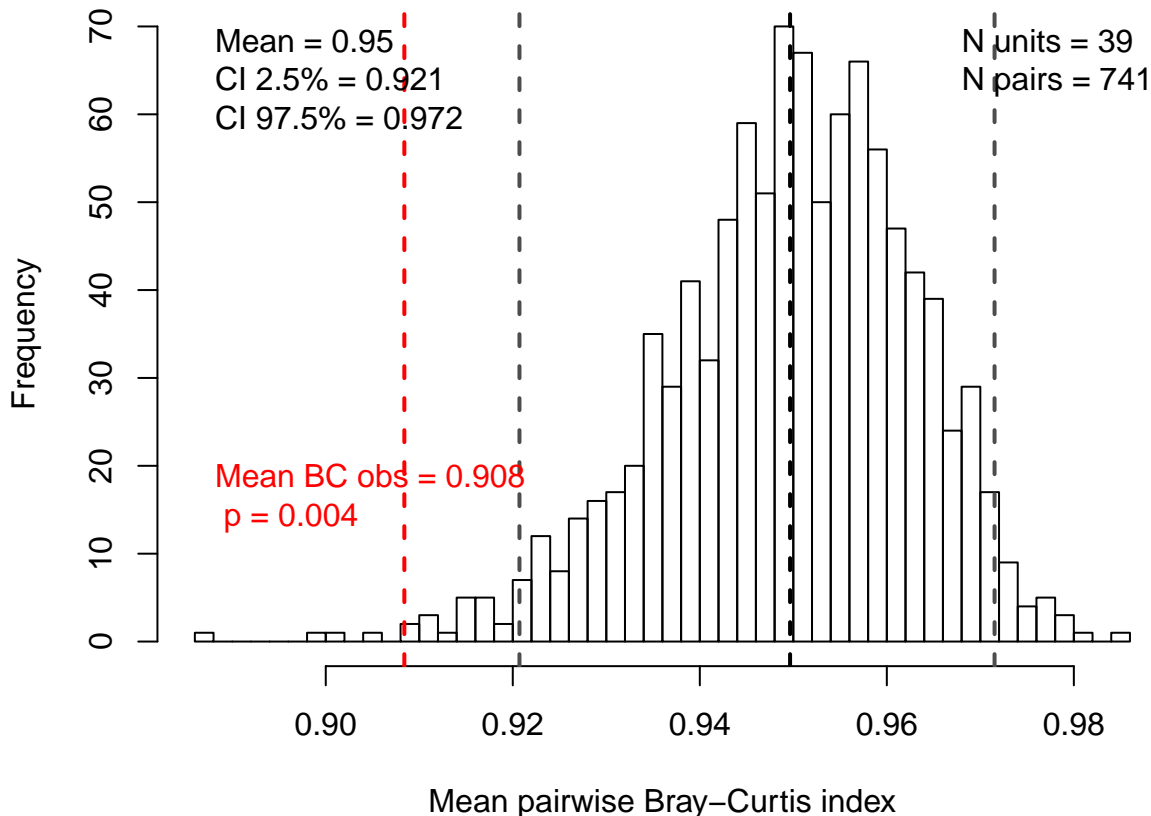 Mean = 0.95
CI 2.5% = 0.921
CI 97.5% = 0.972
N units = 39
N pairs = 741
Mean BC obs = 0.908
p = 0.004
Frequency
70
60
50
40
30
20
10
0
0.90 0.92 0.94 0.96 0.98
Mean pairwise Bray−Curtis index